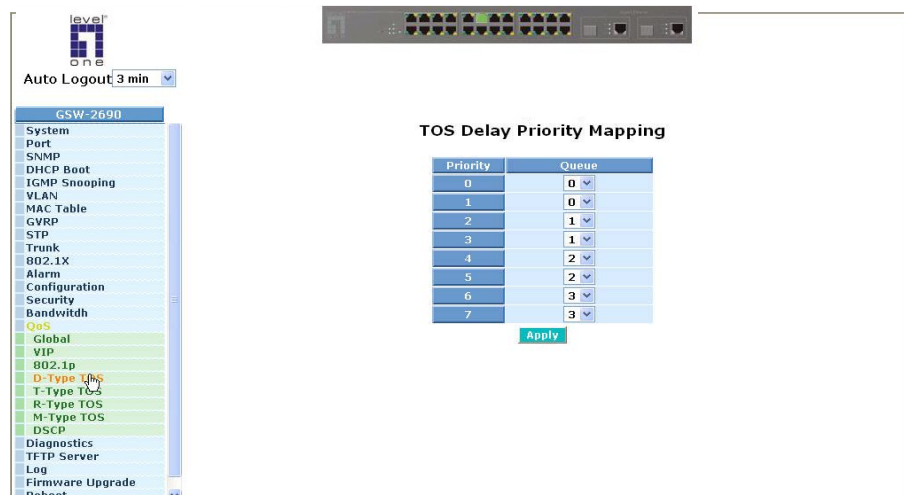 level
one
Auto Logout 3 min
GSW-2690
System
Port
SNMP
DHCP Boot
IGMP Snooping
VLAN
MAC Table
GVRP
STP
Trunk
802.1X
Alarm
Configuration
Security
Bandwitdh
QoS
Global
VIP
802.1p
D-Type TOS
T-Type TOS
R-Type TOS
M-Type TOS
DSCP
Diagnostics
TFTP Server
Log
Firmware Upgrade
Reboot
TOS Delay Priority Mapping
Priority Queue
0 0
1 0
2 1
3 1
4 2
5 2
6 3
7 3
Apply